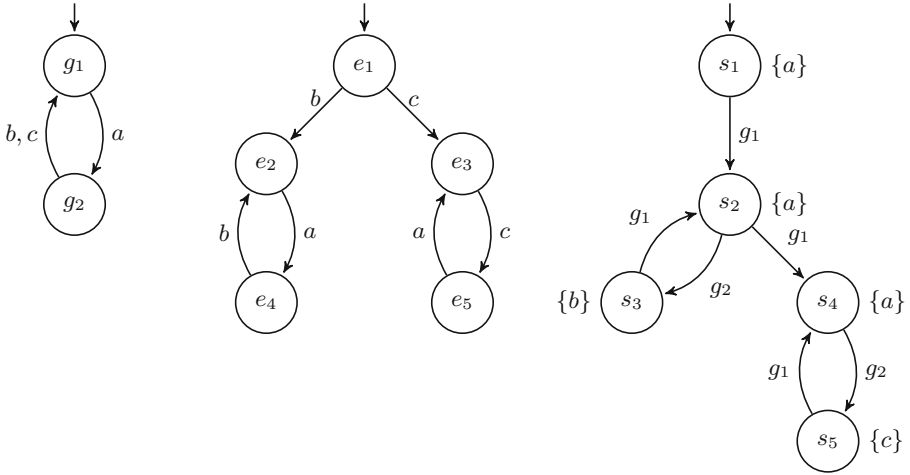 g₁
b, c
a
g₂
e₁
b
c
e₂
e₃
b
a
a
c
e₄
e₅
s₁ {a}
g₁
s₂ {a}
g₁
g₁
g₂
{b} s₃
s₄ {a}
g₁
g₂
s₅ {c}